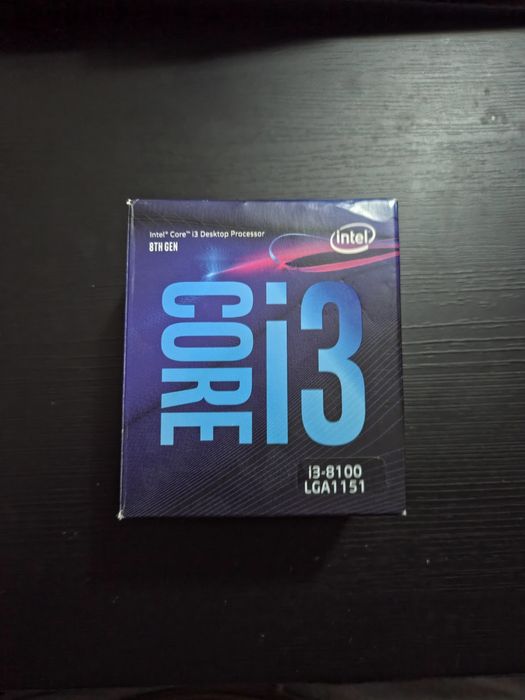 Intel® Core™ i3 Desktop Processor
8TH GEN
intel
CORE i3
i3-8100
LGA1151